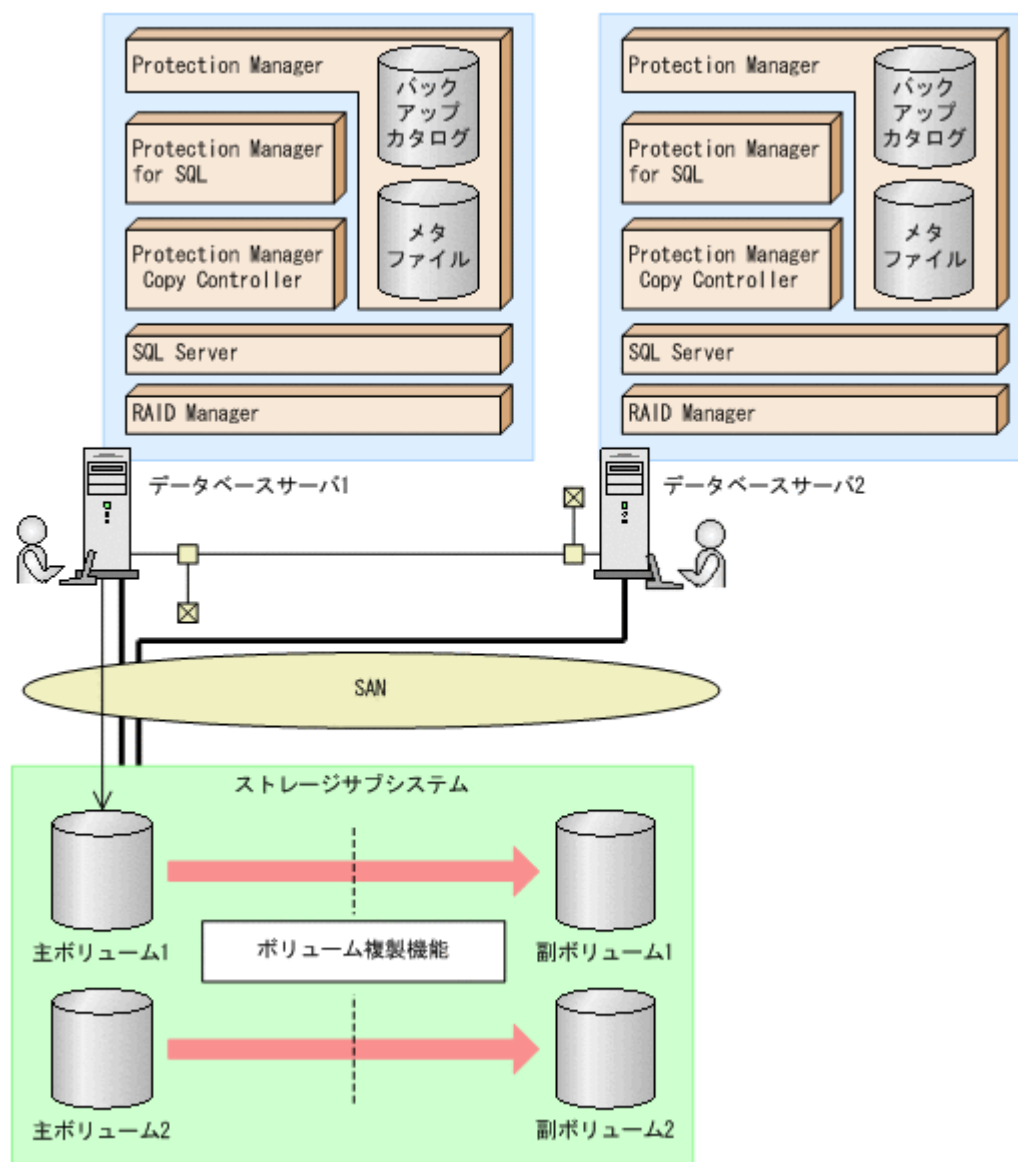 Protection Manager
バック
アップ
カタログ
Protection Manager
for SQL
メタ
ファイル
Protection Manager
Copy Controller
SQL Server
RAID Manager
Protection Manager
バック
アップ
カタログ
Protection Manager
for SQL
メタ
ファイル
Protection Manager
Copy Controller
SQL Server
RAID Manager
データベースサーバ1
データベースサーバ2
SAN
ストレージサブシステム
主ボリューム1
ボリューム複製機能
副ボリューム1
主ボリューム2
副ボリューム2